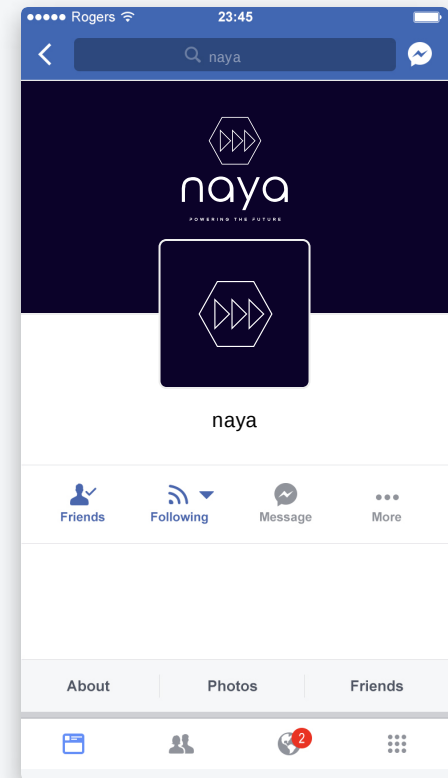 Rogers 23:45
naya
naya
POWERING THE FUTURE
naya
Friends Following Message More
About Photos Friends
2